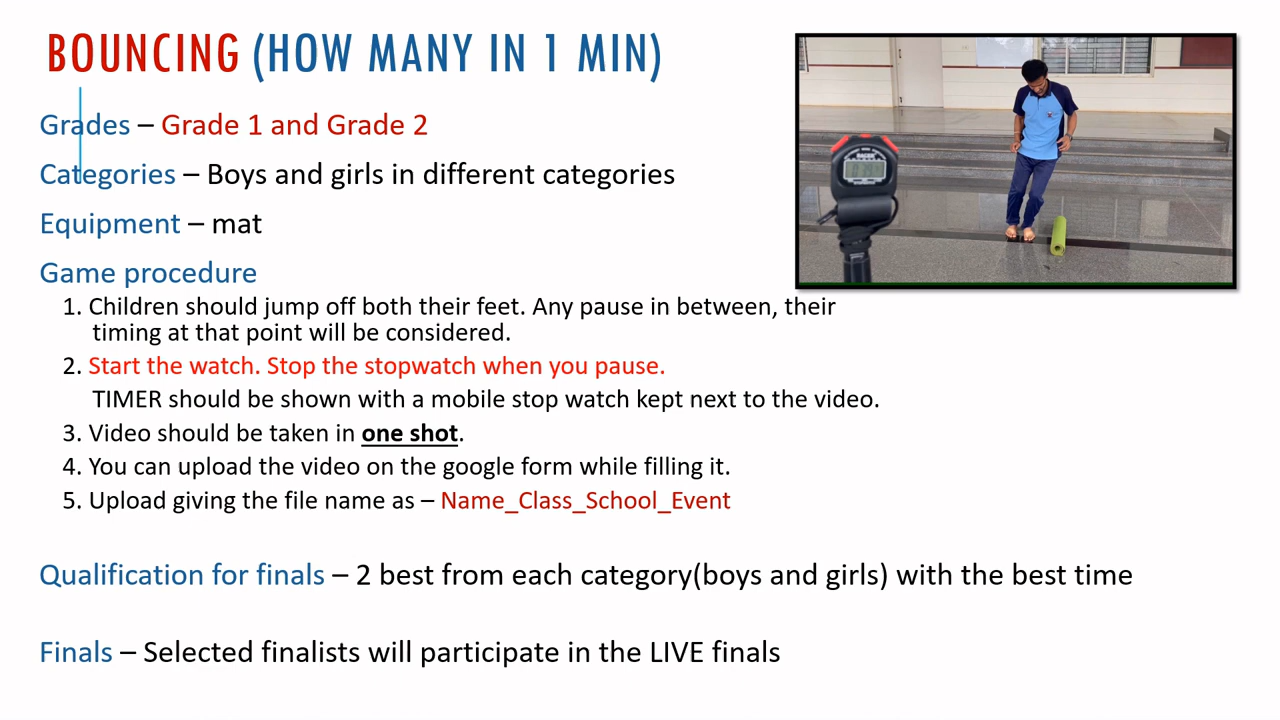 BOUNCING (HOW MANY IN 1 MIN)
Grades – Grade 1 and Grade 2
Categories – Boys and girls in different categories
Equipment – mat
Game procedure
1. Children should jump off both their feet. Any pause in between, their
timing at that point will be considered.
2. Start the watch. Stop the stopwatch when you pause.
TIMER should be shown with a mobile stop watch kept next to the video.
3. Video should be taken in one shot.
4. You can upload the video on the google form while filling it.
5. Upload giving the file name as – Name_Class_School_Event
Qualification for finals – 2 best from each category(boys and girls) with the best time
Finals – Selected finalists will participate in the LIVE finals